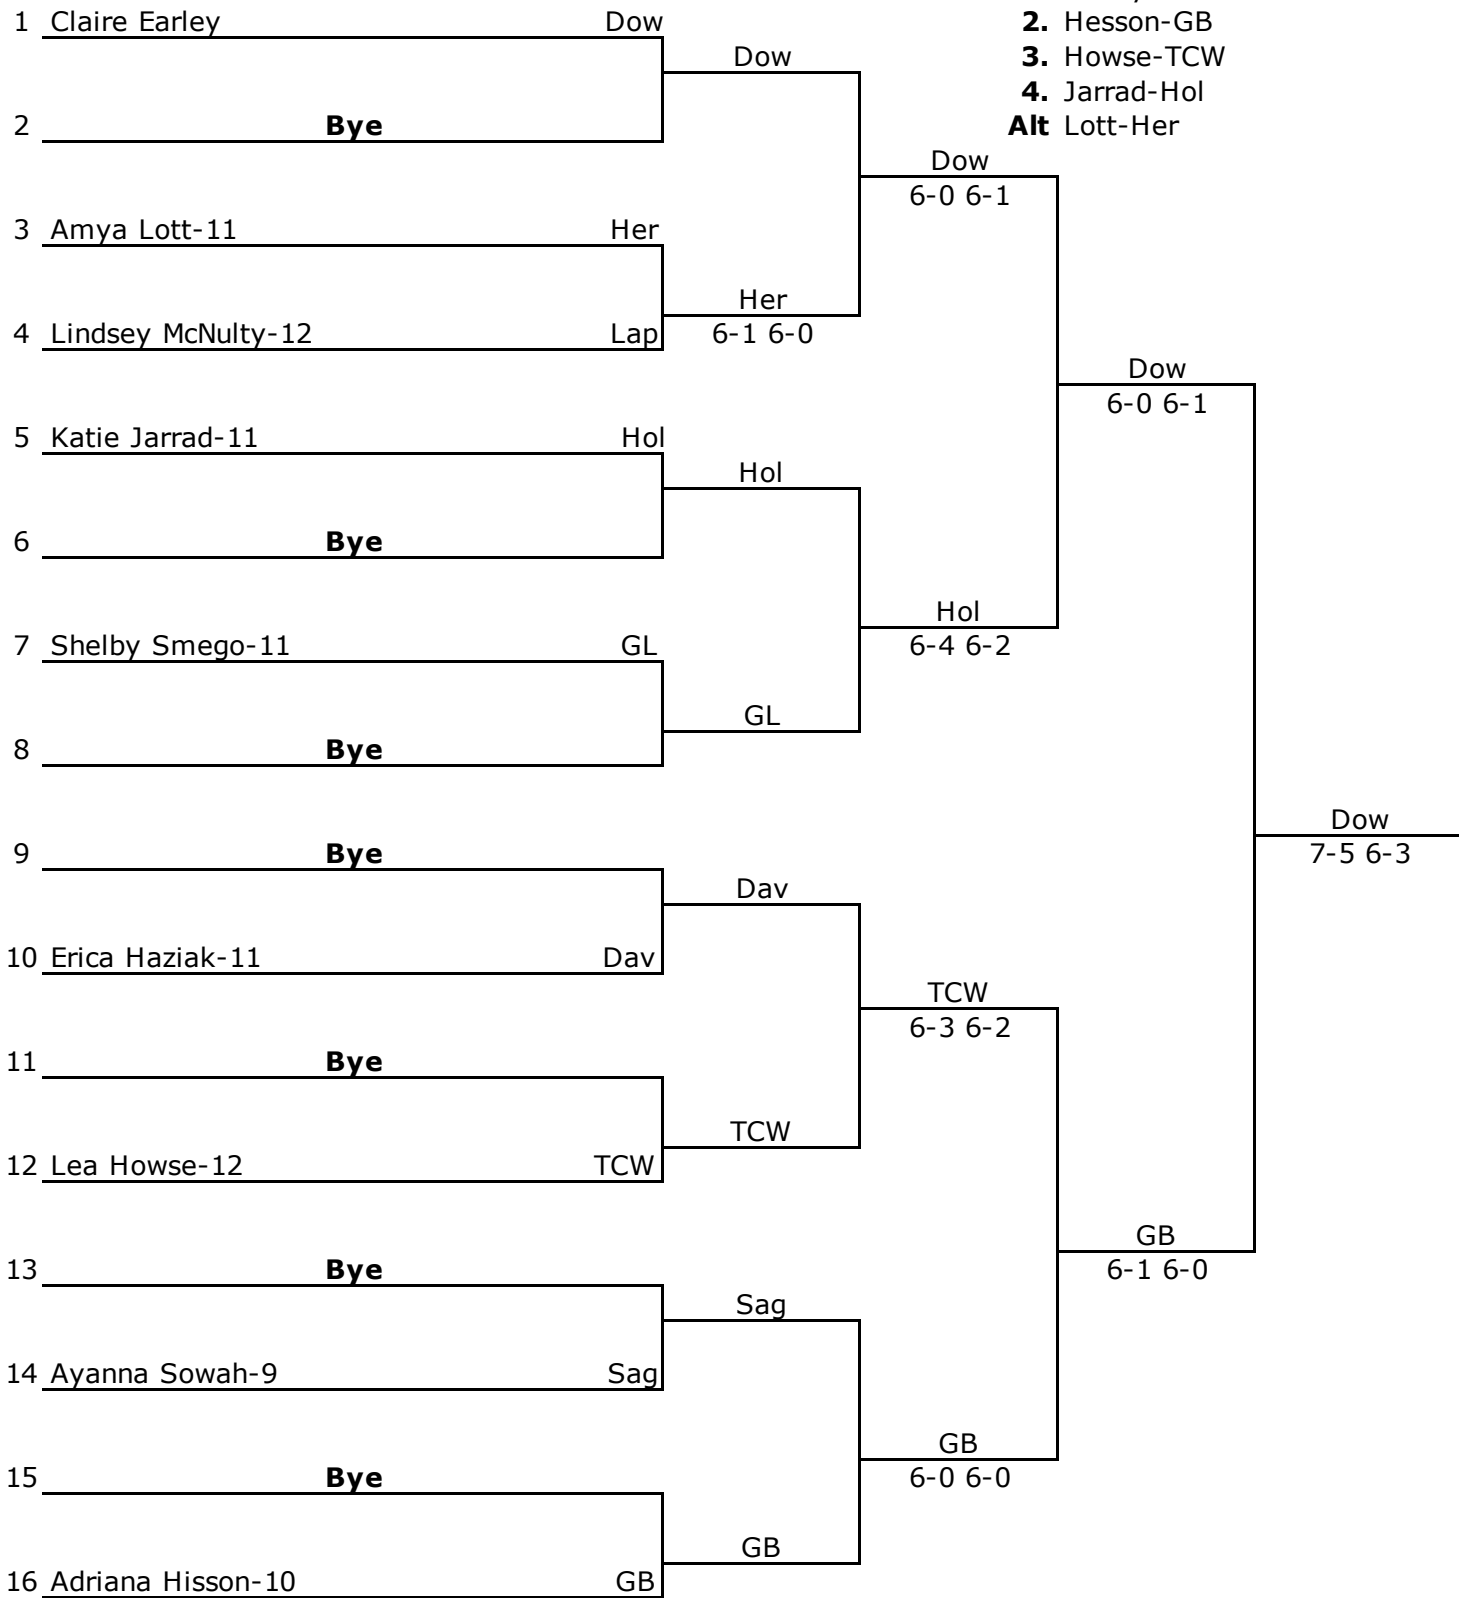 1 Claire Earley Dow
Dow
2 Bye
2. Hesson-GB
3. Howse-TCW
4. Jarrad-Hol
Alt Lott-Her
Dow
6-0 6-1
3 Amya Lott-11 Her
Her
6-1 6-0
4 Lindsey McNulty-12 Lap
Dow
6-0 6-1
5 Katie Jarrad-11 Hol
Hol
6 Bye
Hol
6-4 6-2
7 Shelby Smego-11 GL
GL
8 Bye
Dow
7-5 6-3
9 Bye
Dav
10 Erica Haziak-11 Dav
TCW
6-3 6-2
11 Bye
TCW
12 Lea Howse-12 TCW
GB
6-1 6-0
13 Bye
Sag
14 Ayanna Sowah-9 Sag
GB
6-0 6-0
15 Bye
GB
16 Adriana Hisson-10 GB